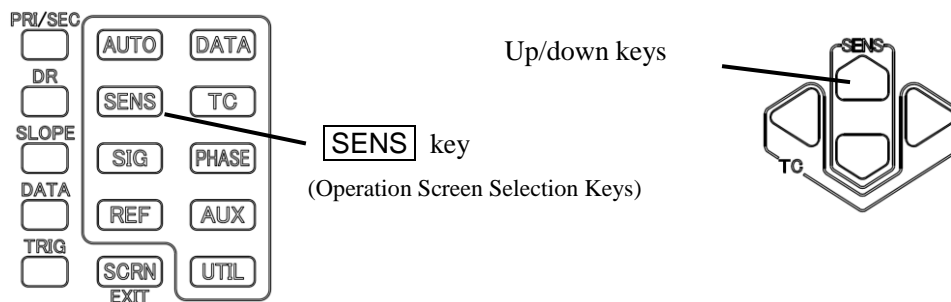 PRI/SEC
AUTO DATA
DR
SENS TC
SLOPE
SIG PHASE
DATA
REF AUX
TRIG
SCRN UTIL
EXIT
SENS key
(Operation Screen Selection Keys)
Up/down keys
SENS
TC